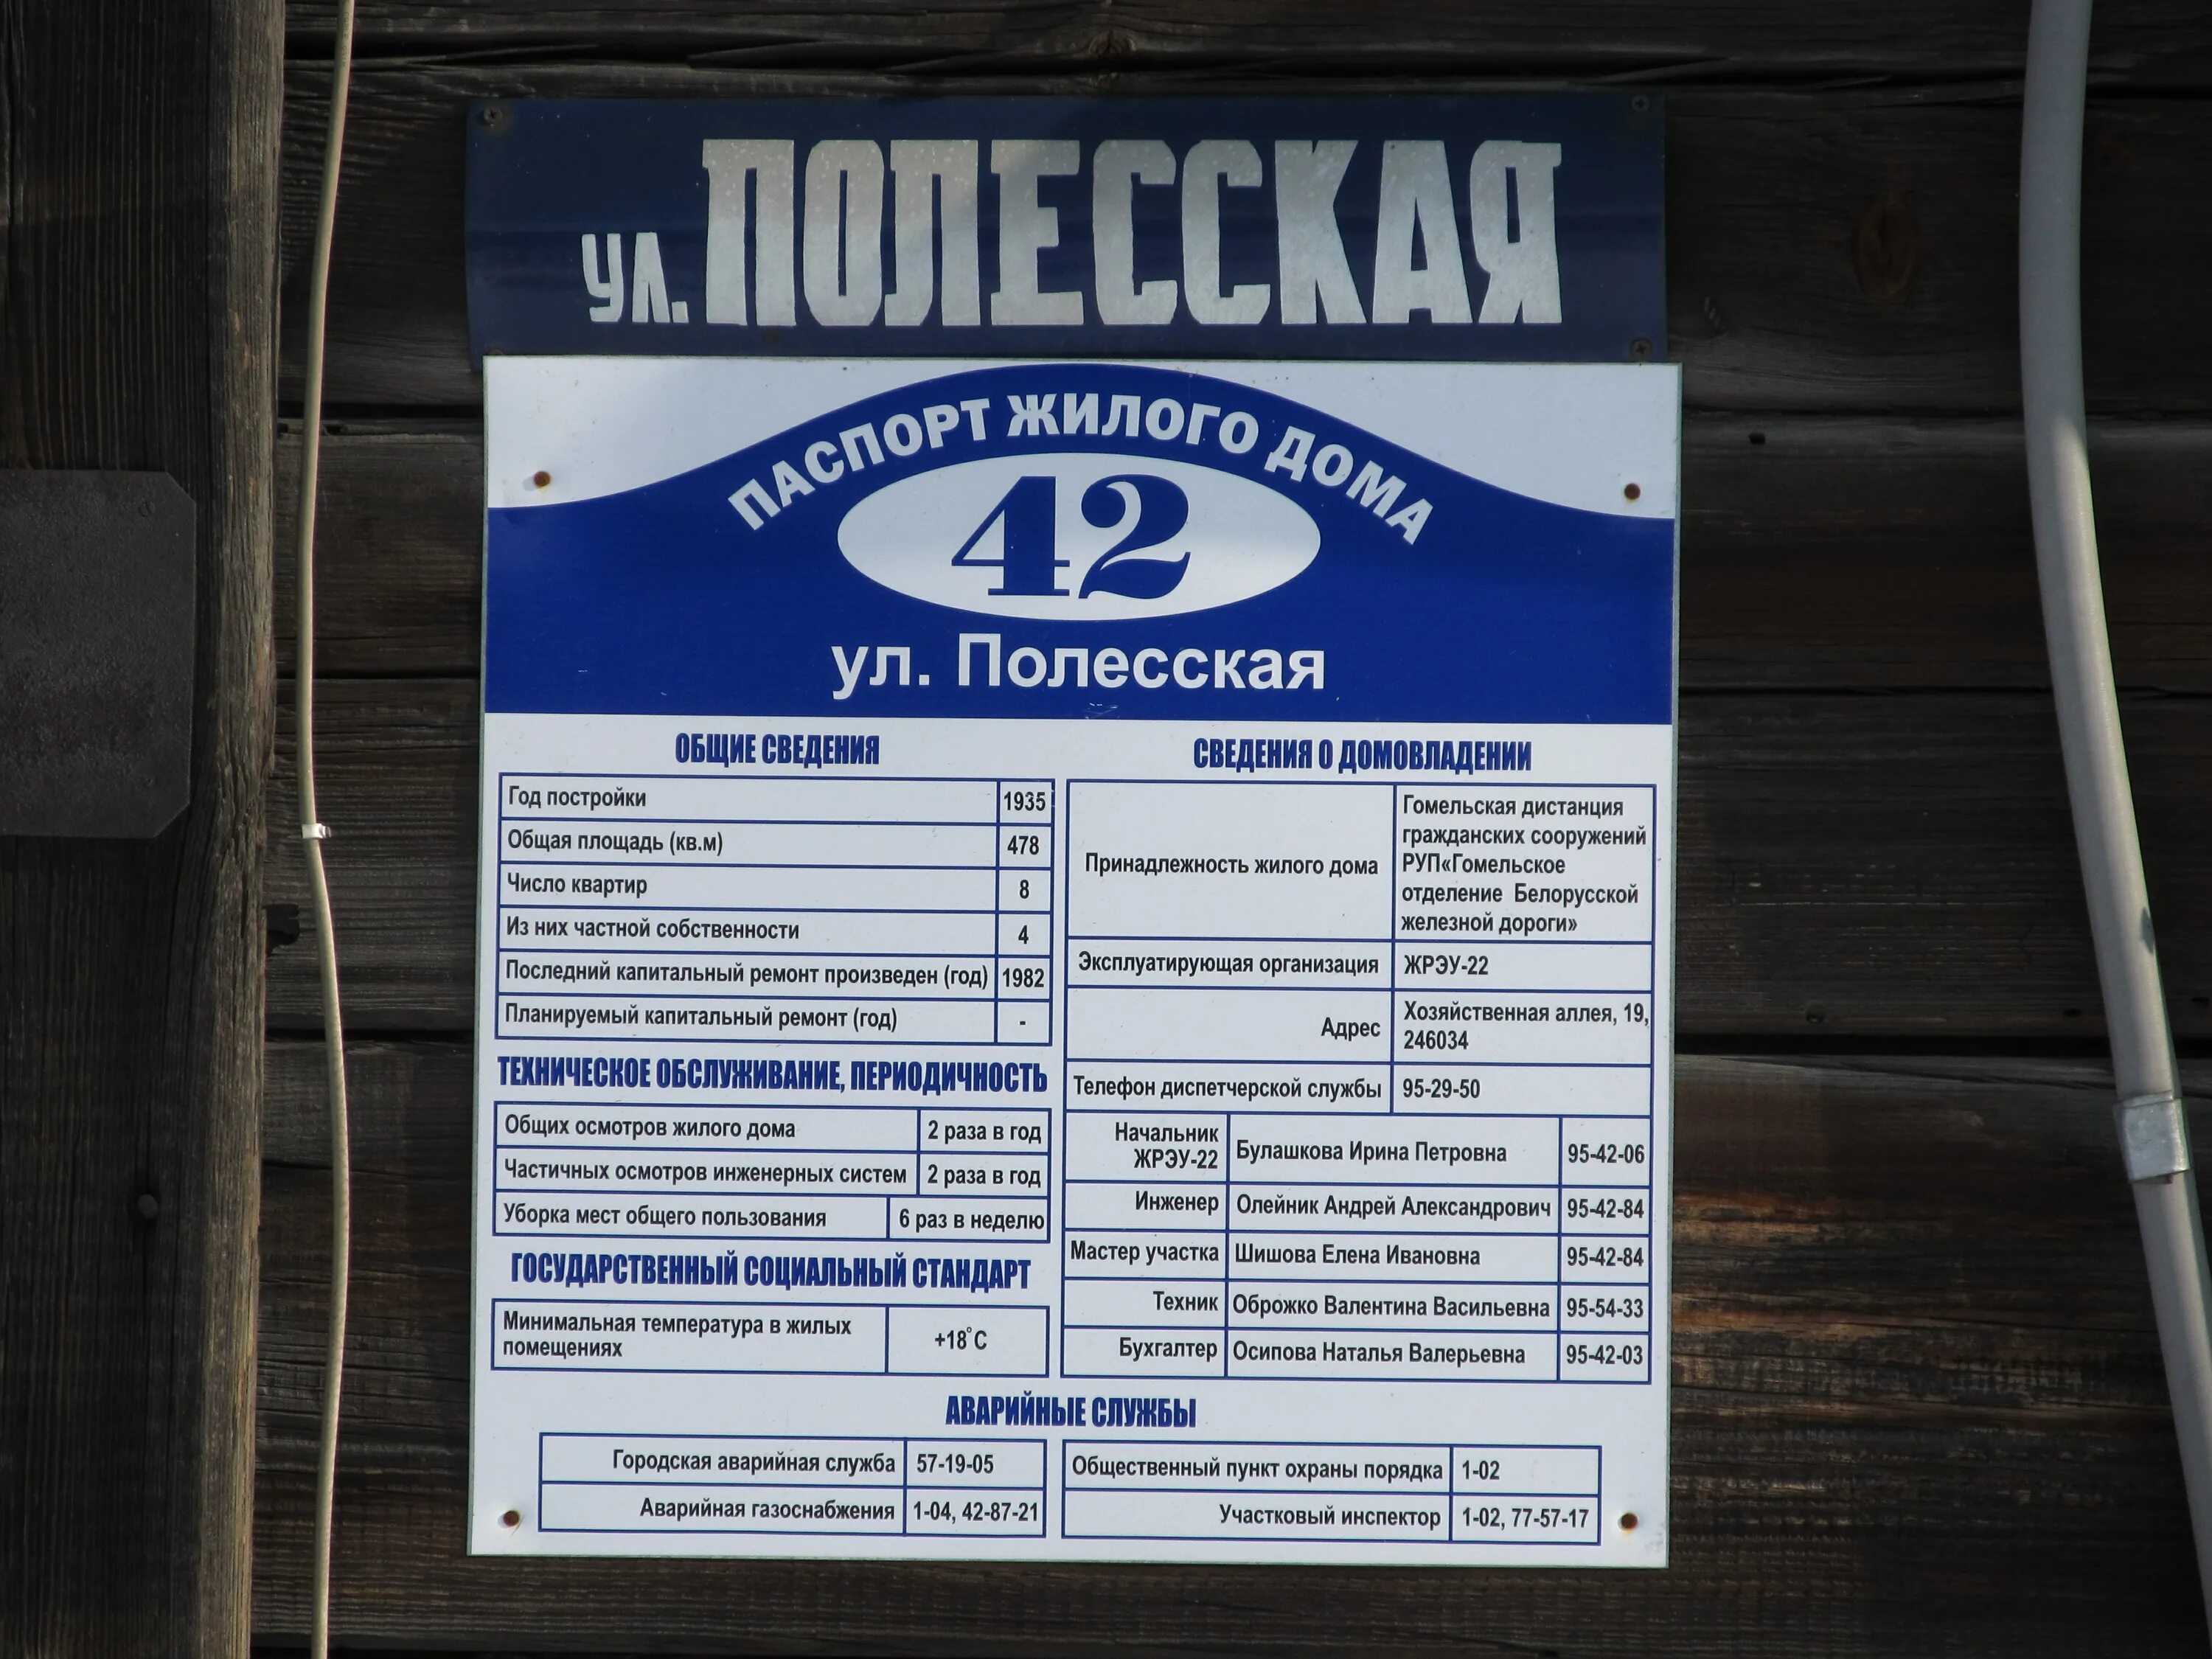 ул. ПОЛЕССКАЯ
ПАСПОРТ ЖИЛОГО ДОМА
42
ул. Полесская
ОБЩИЕ СВЕДЕНИЯ
Год постройки 1935
Общая площадь (кв.м) 478
Число квартир 8
Из них частной собственности 4
Последний капитальный ремонт произведен (год) 1982
Планируемый капитальный ремонт (год) -
ТЕХНИЧЕСКОЕ ОБСЛУЖИВАНИЕ, ПЕРИОДИЧНОСТЬ
Общих осмотров жилого дома 2 раза в год
Частичных осмотров инженерных систем 2 раза в год
Уборка мест общего пользования 6 раз в неделю
ГОСУДАРСТВЕННЫЙ СОЦИАЛЬНЫЙ СТАНДАРТ
Минимальная температура в жилых
помещениях
+18°C
СВЕДЕНИЯ О ДОМОВЛАДЕНИИ
Принадлежность жилого дома
Гомельская дистанция
гражданских сооружений
РУП«Гомельское
отделение Белорусской
железной дороги»
Эксплуатирующая организация ЖРЭУ-22
Адрес
Хозяйственная аллея, 19,
246034
Телефон диспетчерской службы 95-29-50
Начальник
ЖРЭУ-22
Булашкова Ирина Петровна 95-42-06
Инженер Олейник Андрей Александрович 95-42-84
Мастер участка Шишова Елена Ивановна 95-42-84
Техник Оброжко Валентина Васильевна 95-54-33
Бухгалтер Осипова Наталья Валерьевна 95-42-03
АВАРИЙНЫЕ СЛУЖБЫ
Городская аварийная служба 57-19-05
Аварийная газоснабжения 1-04, 42-87-21
Общественный пункт охраны порядка 1-02
Участковый инспектор 1-02, 77-57-17